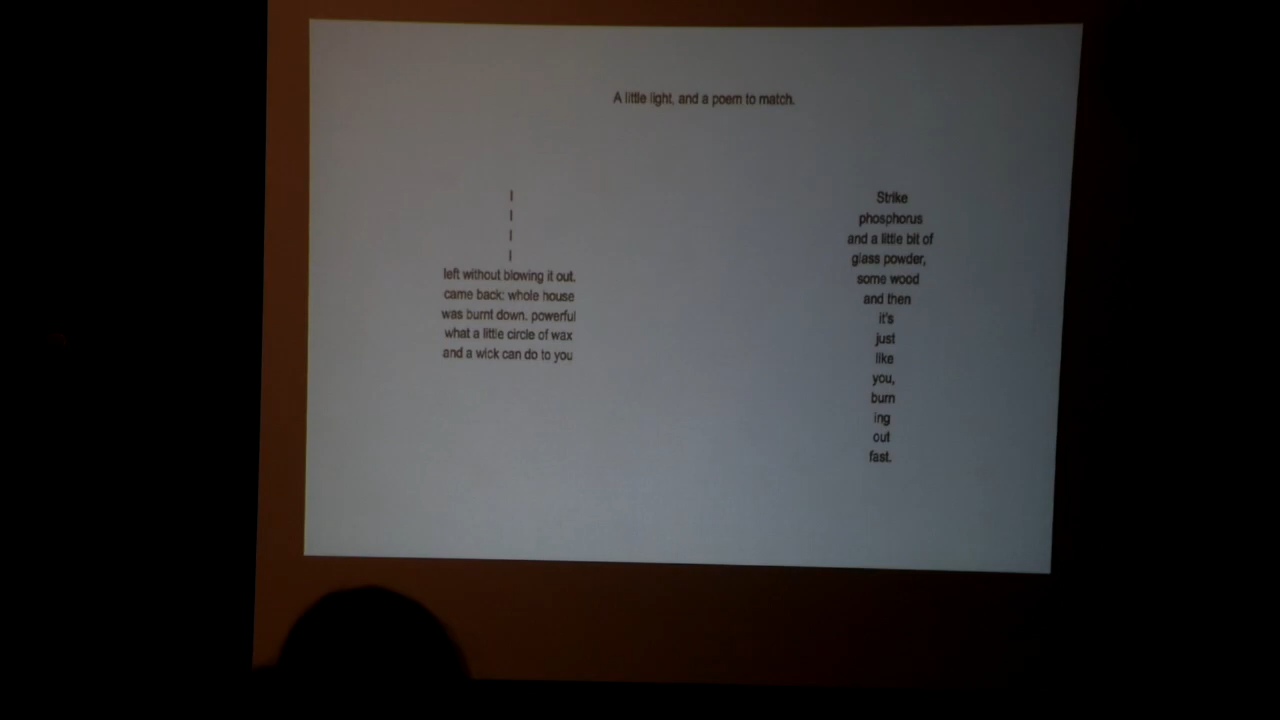 A little light, and a poem to match.
I
I
I
I
left without blowing it out.
came back: whole house
was burnt down. powerful
what a little circle of wax
and a wick can do to you
Strike
phosphorus
and a little bit of
glass powder,
some wood
and then
it's
just
like
you,
burn
ing
out
fast.